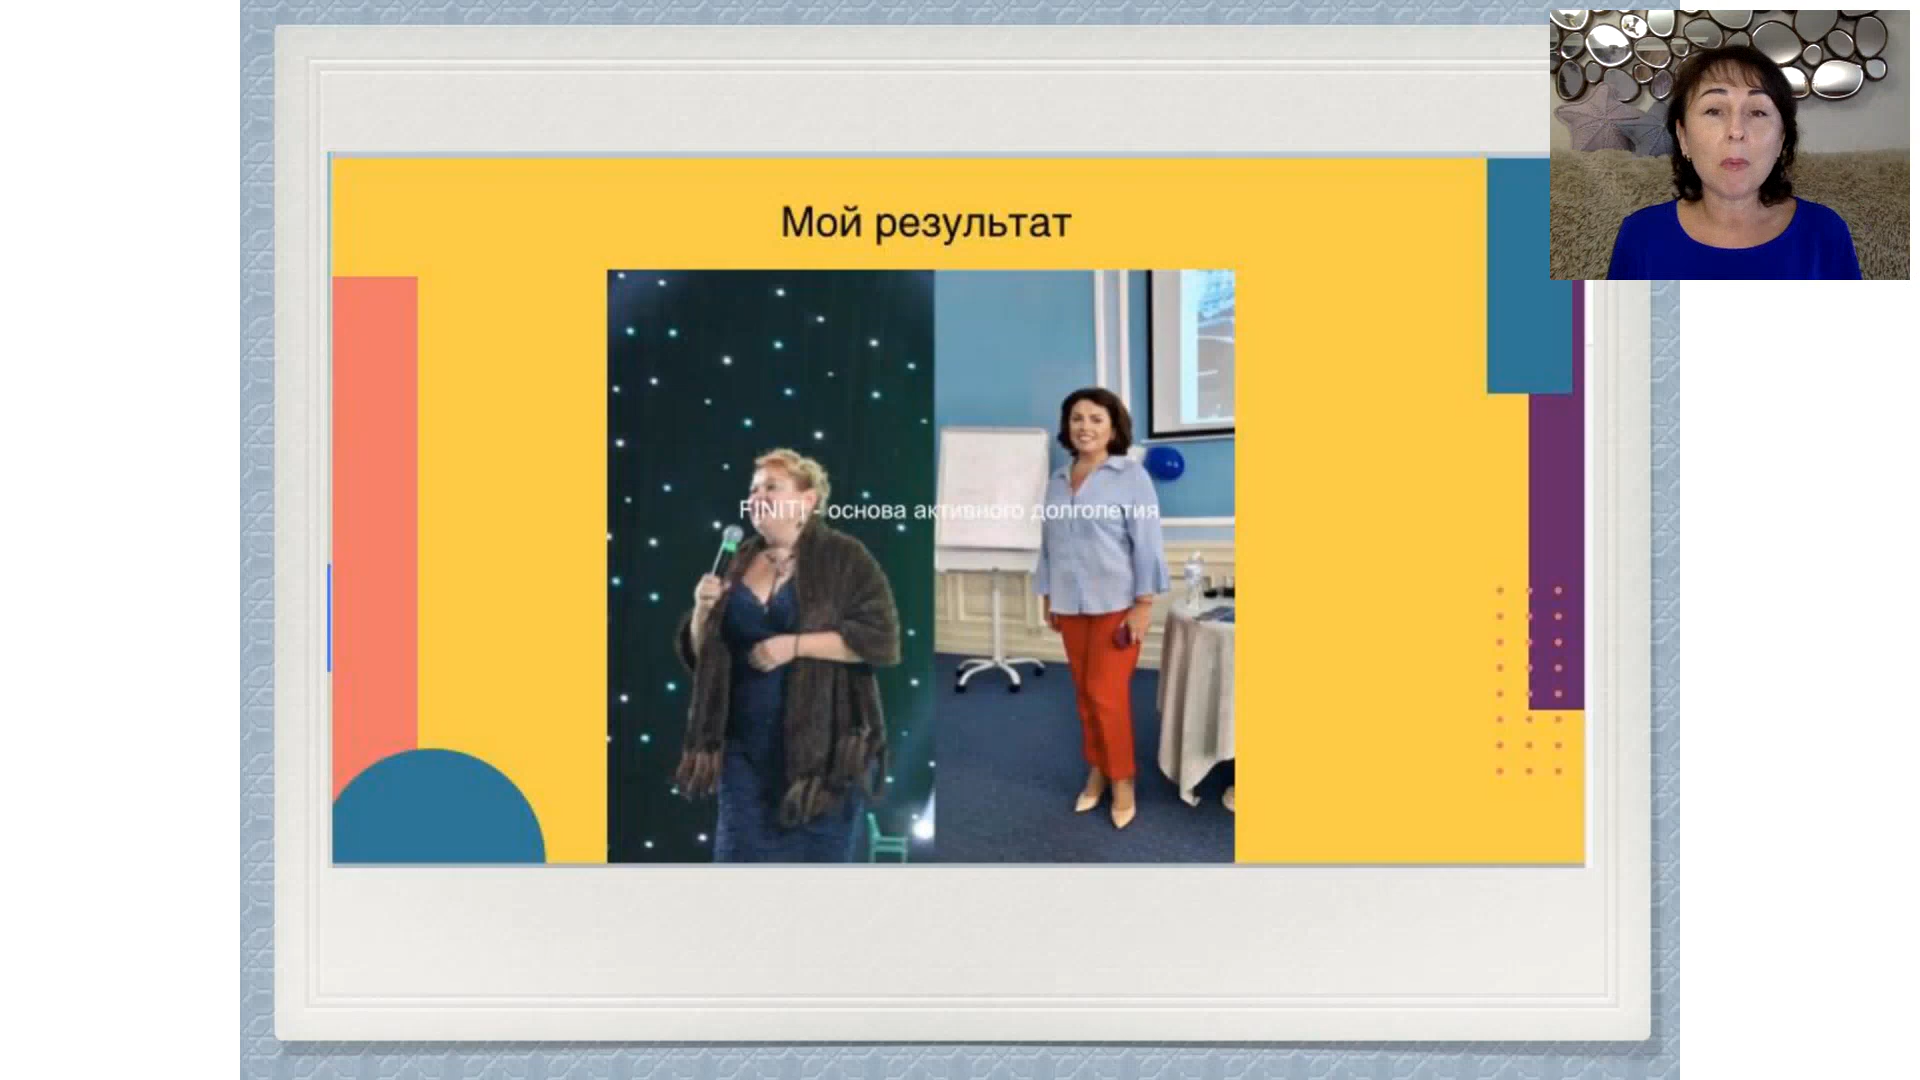 Мой результат
FINITI - основа активного долголетия